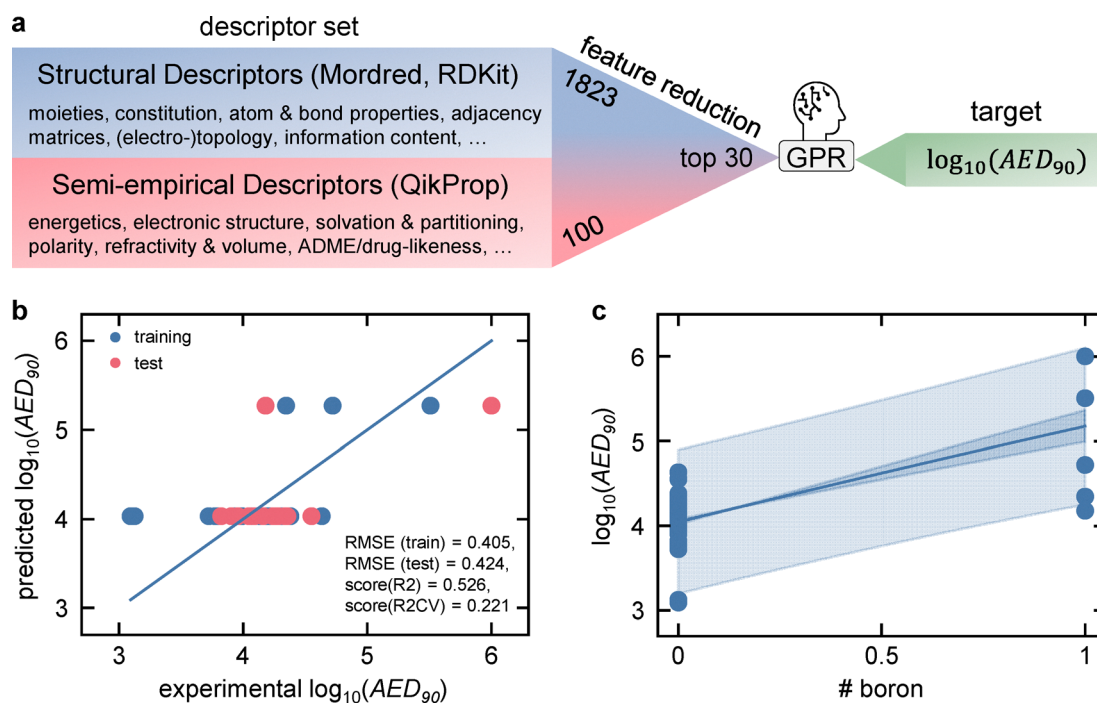 a
descriptor set
Structural Descriptors (Mordred, RDKit)
moieties, constitution, atom & bond properties, adjacency
matrices, (electro-)topology, information content, …
Semi-empirical Descriptors (QikProp)
energetics, electronic structure, solvation & partitioning,
polarity, refractivity & volume, ADME/drug-likeness, …
feature reduction
1823
top 30
100
GPR
target
log₁₀(AED₉₀)
b
training
test
predicted log₁₀(AED₉₀)
6
5
4
3
RMSE (train) = 0.405,
RMSE (test) = 0.424,
score(R2) = 0.526,
score(R2CV) = 0.221
3 4 5 6
experimental log₁₀(AED₉₀)
c
log₁₀(AED₉₀)
6
5
4
3
0 0.5 1
# boron